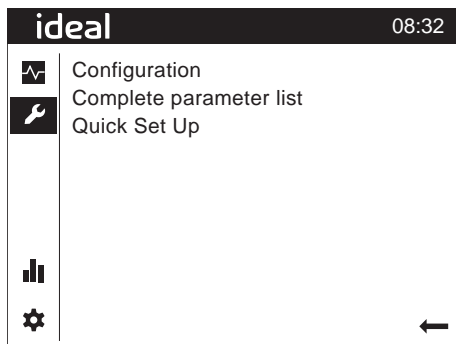 ideal 08:32
Configuration
Complete parameter list
Quick Set Up